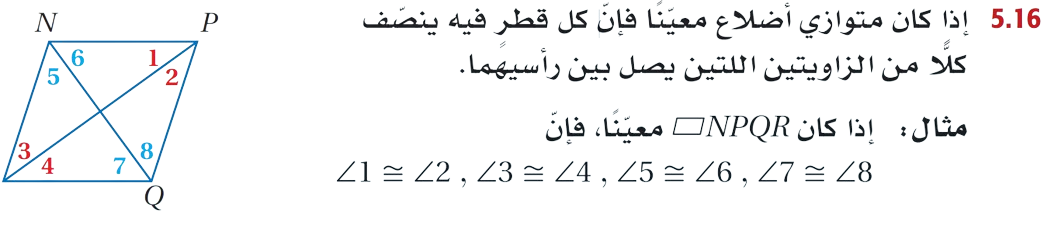 5.16 إذا كان متوازي أضلاع معيّنًا فإنّ كل قطر فيه ينصّف
كلًّا من الزاويتين اللتين يصل بين رأسيهما.
مثال: إذا كان ▱NPQR معيّنًا، فإنّ
∠1 ≅ ∠2 , ∠3 ≅ ∠4 , ∠5 ≅ ∠6 , ∠7 ≅ ∠8
N P
6 1
5 2
3 8
4 7
Q